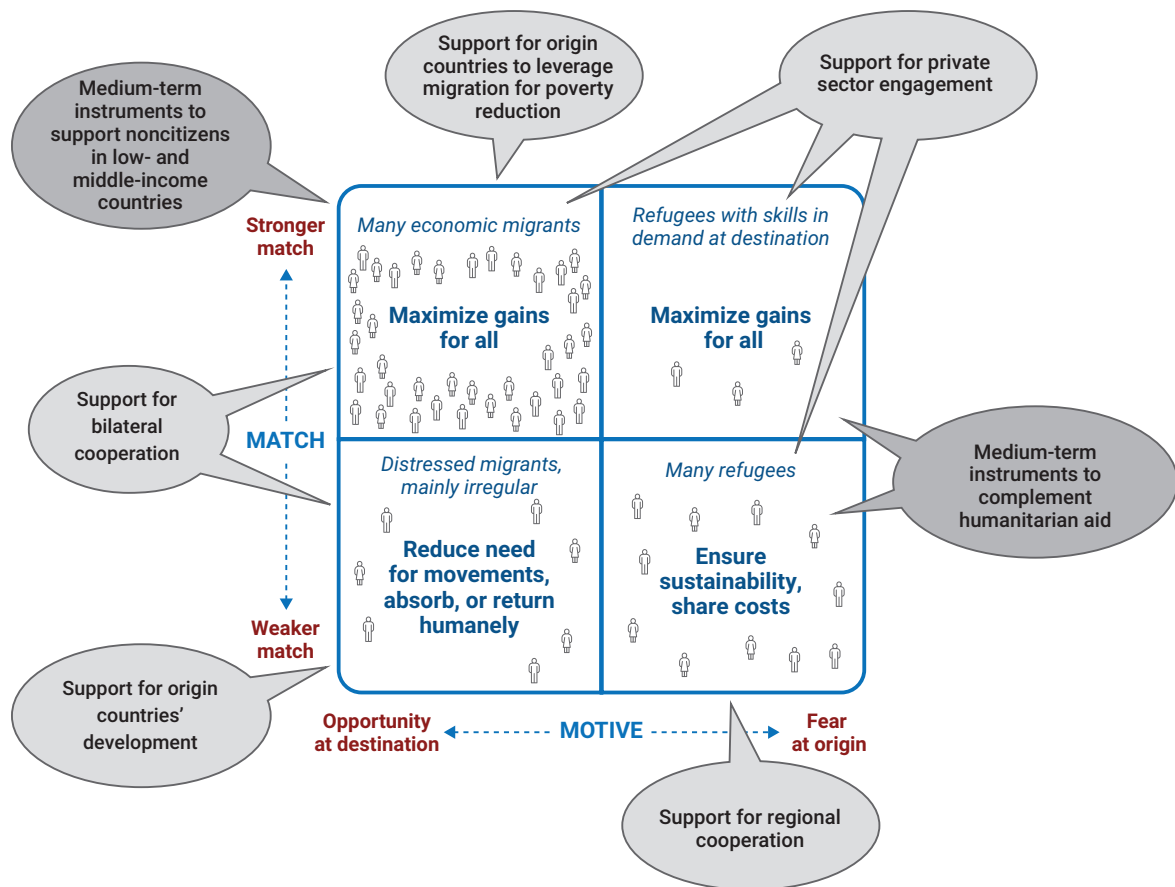 Support for origin
countries to leverage
migration for poverty
reduction
Support for private
sector engagement
Medium-term
instruments to
support noncitizens
in low- and
middle-income
countries
Stronger
match
Many economic migrants
Refugees with skills in
demand at destination
Maximize gains
for all
Maximize gains
for all
Support for
bilateral
cooperation
MATCH
Distressed migrants,
mainly irregular
Many refugees
Medium-term
instruments to
complement
humanitarian aid
Reduce need
for movements,
absorb, or return
humanely
Ensure
sustainability,
share costs
Weaker
match
Support for origin
countries’
development
Opportunity
at destination
MOTIVE
Fear
at origin
Support for regional
cooperation